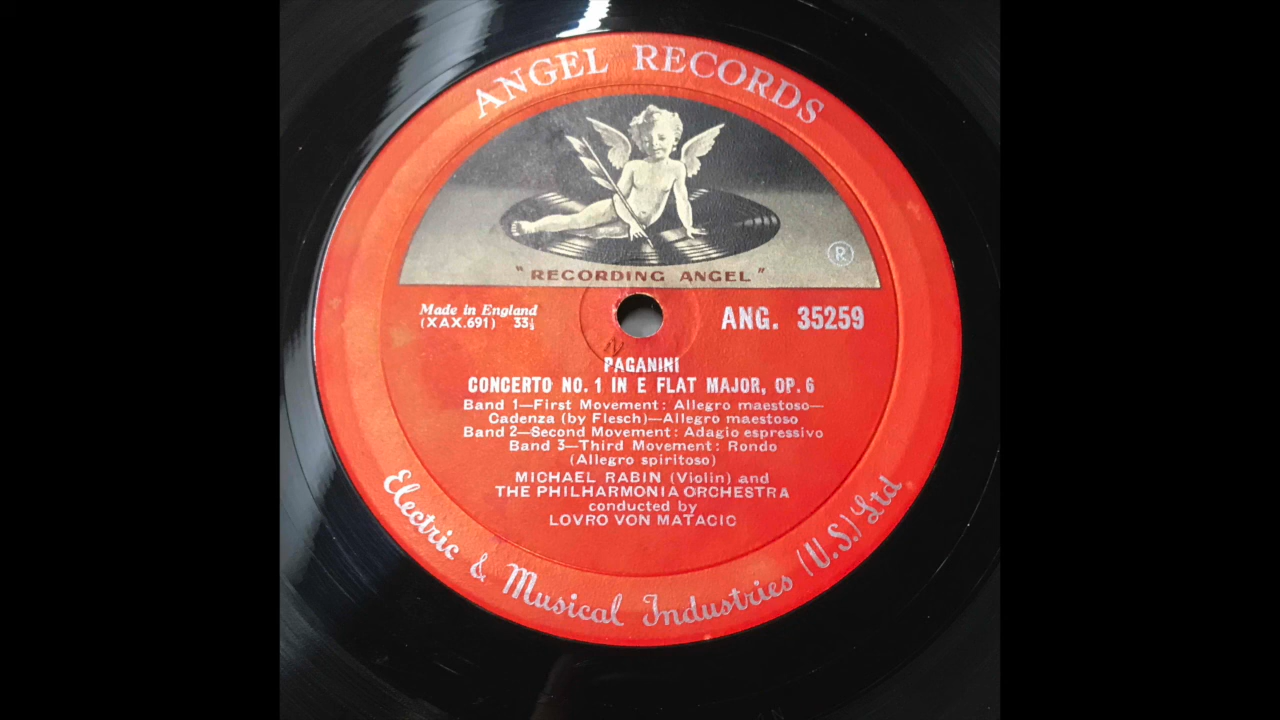 ANGEL RECORDS
"RECORDING ANGEL"
®
Made in England
(XAX.691) 33⅓
ANG. 35259
PAGANINI
CONCERTO NO. 1 IN E FLAT MAJOR, OP. 6
Band 1—First Movement: Allegro maestoso—
Cadenza (by Flesch)—Allegro maestoso
Band 2—Second Movement: Adagio espressivo
Band 3—Third Movement: Rondo
(Allegro spiritoso)
MICHAEL RABIN (Violin) and
THE PHILHARMONIA ORCHESTRA
conducted by
LOVRO VON MATACIC
Electric & Musical Industries (U.S.) Ltd